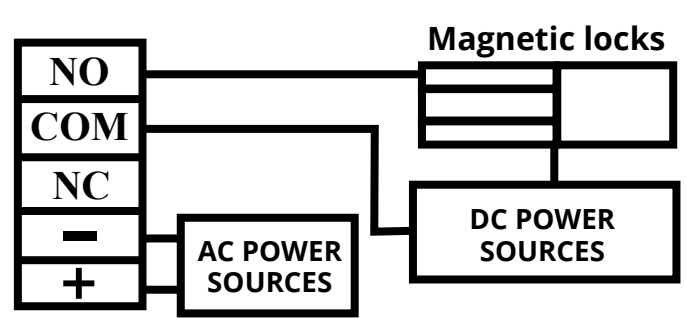 Magnetic locks
NO
COM
NC
-
+
AC POWER
SOURCES
DC POWER
SOURCES